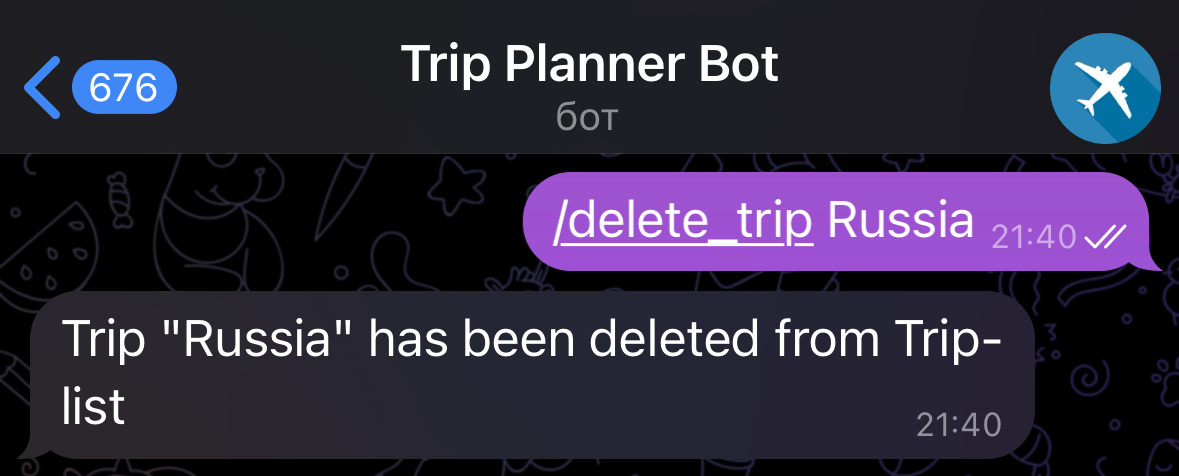 676
Trip Planner Bot
бот
/delete_trip Russia 21:40
Trip "Russia" has been deleted from Trip-
list
21:40